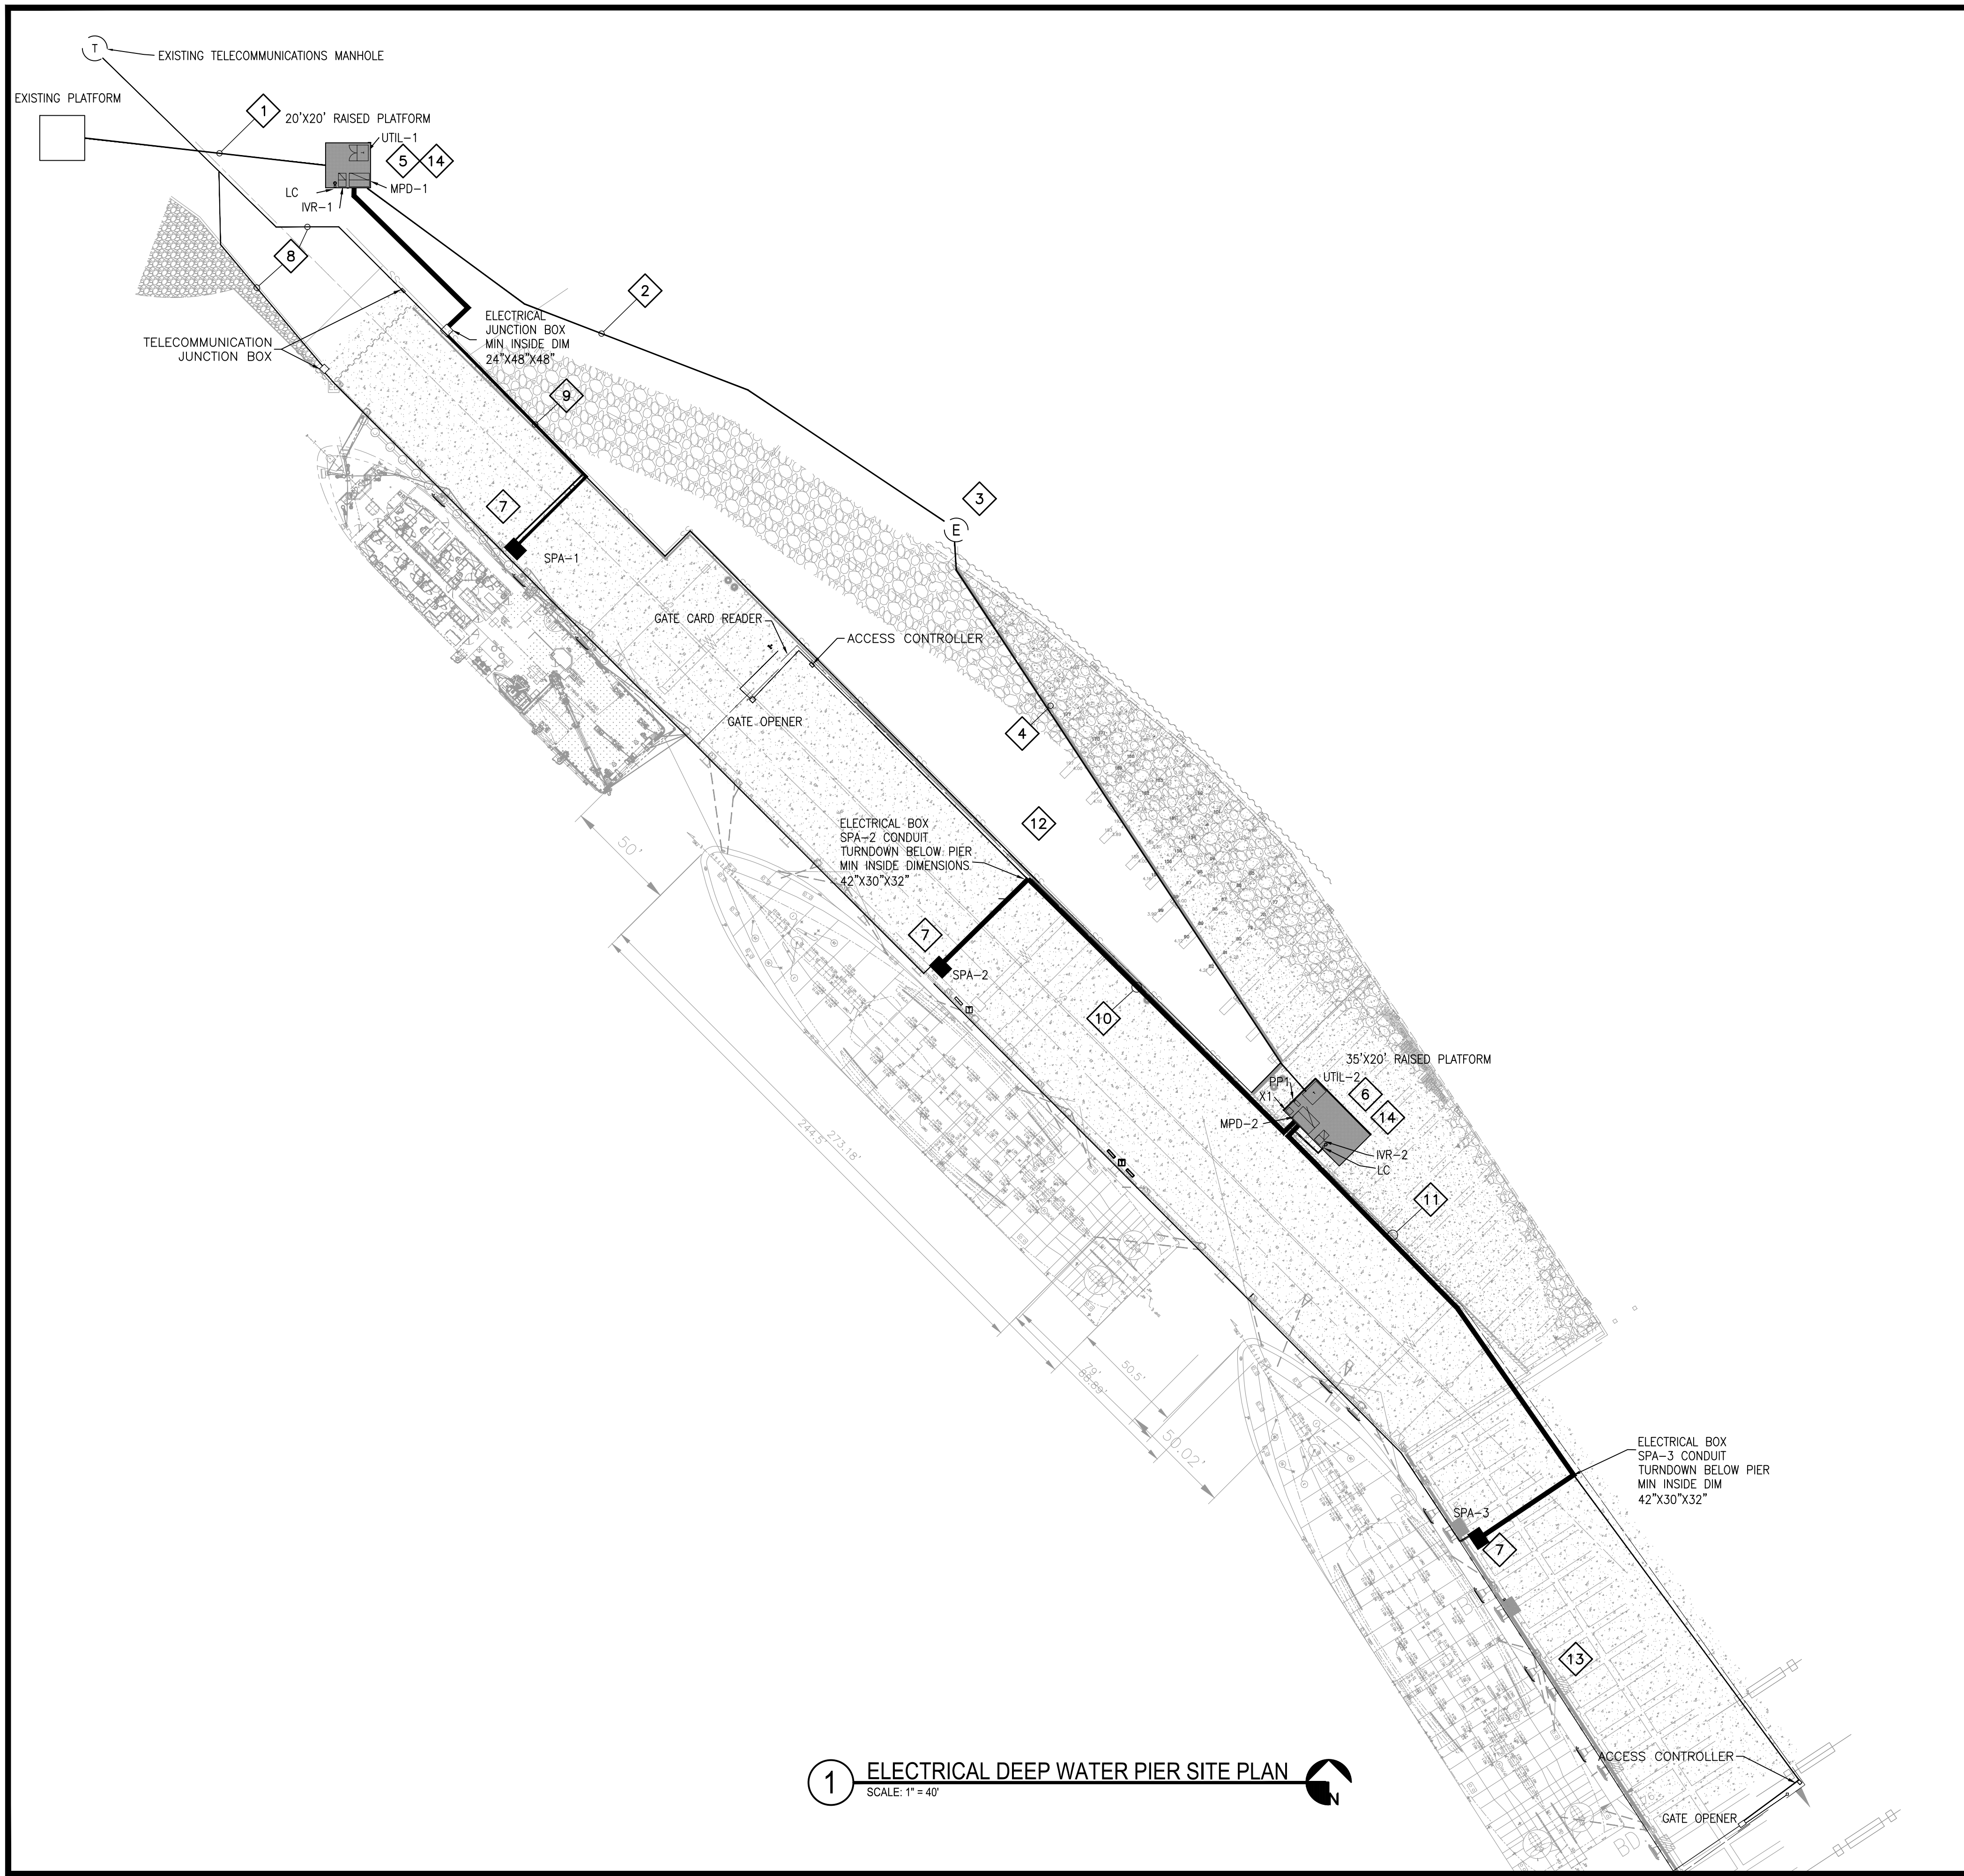 T
EXISTING TELECOMMUNICATIONS MANHOLE
EXISTING PLATFORM
1
20'X20' RAISED PLATFORM
UTIL-1
5
14
LC
MPD-1
IVR-1
8
2
ELECTRICAL
JUNCTION BOX
MIN INSIDE DIM
24"X48"X48"
TELECOMMUNICATION
JUNCTION BOX
9
7
SPA-1
3
E
GATE CARD READER
ACCESS CONTROLLER
GATE OPENER
4
50'
12
ELECTRICAL BOX
SPA-2 CONDUIT
TURNDOWN BELOW PIER
MIN INSIDE DIMENSIONS
42"X30"X32"
7
SPA-2
10
35'X20' RAISED PLATFORM
PP1
UTIL-2
6
X1
14
MPD-2
IVR-2
LC
273.18'
244.5'
11
50.5'
79'
68.89'
50.02'
ELECTRICAL BOX
SPA-3 CONDUIT
TURNDOWN BELOW PIER
MIN INSIDE DIM
42"X30"X32"
SPA-3
7
13
ACCESS CONTROLLER
GATE OPENER
BD
1
ELECTRICAL DEEP WATER PIER SITE PLAN
SCALE: 1" = 40'
N